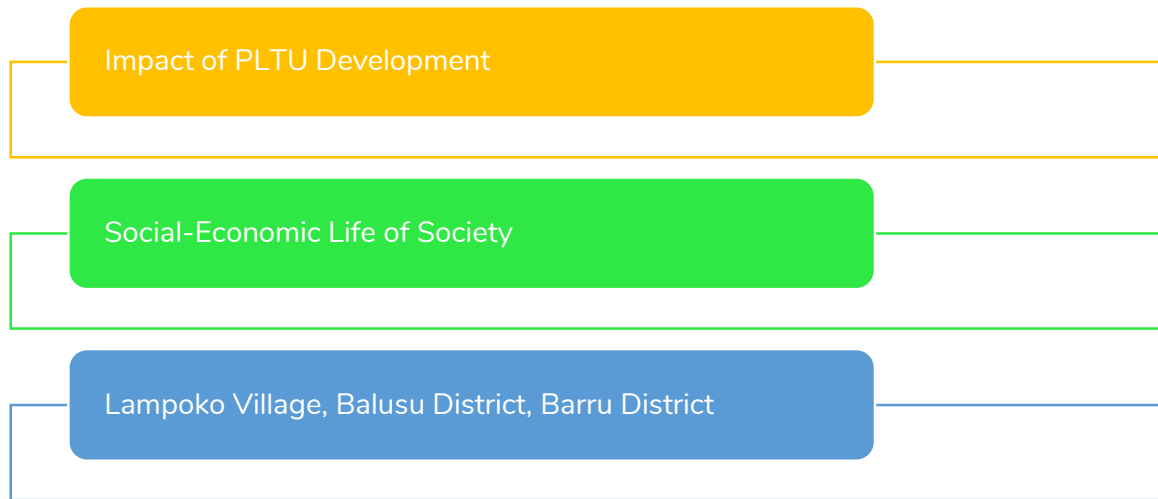 Impact of PLTU Development
Social-Economic Life of Society
Lampoko Village, Balusu District, Barru District